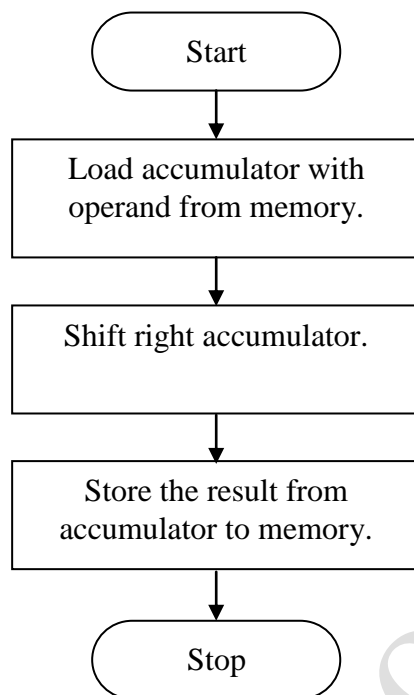 Start
Load accumulator with
operand from memory.
Shift right accumulator.
Store the result from
accumulator to memory.
Stop